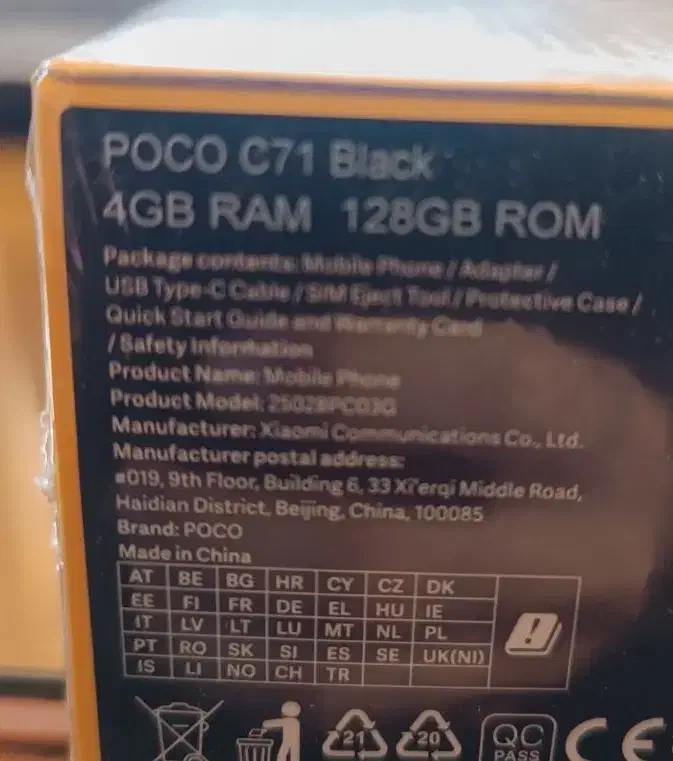 POCO C71 Black
4GB RAM 128GB ROM
Package contents: Mobile Phone / Adapter /
USB Type-C Cable / SIM Eject Tool / Protective Case /
Quick Start Guide and Warranty Card
/ Safety Information
Product Name: Mobile Phone
Product Model: 25028PC03G
Manufacturer: Xiaomi Communications Co., Ltd.
Manufacturer postal address:
#019, 9th Floor, Building 6, 33 Xi'erqi Middle Road,
Haidian District, Beijing, China, 100085
Brand: POCO
Made in China
AT BE BG HR CY CZ DK
EE FI FR DE EL HU IE
IT LV LT LU MT NL PL
PT RO SK SI ES SE UK(NI)
IS LI NO CH TR
21 20 QC CE
PASS